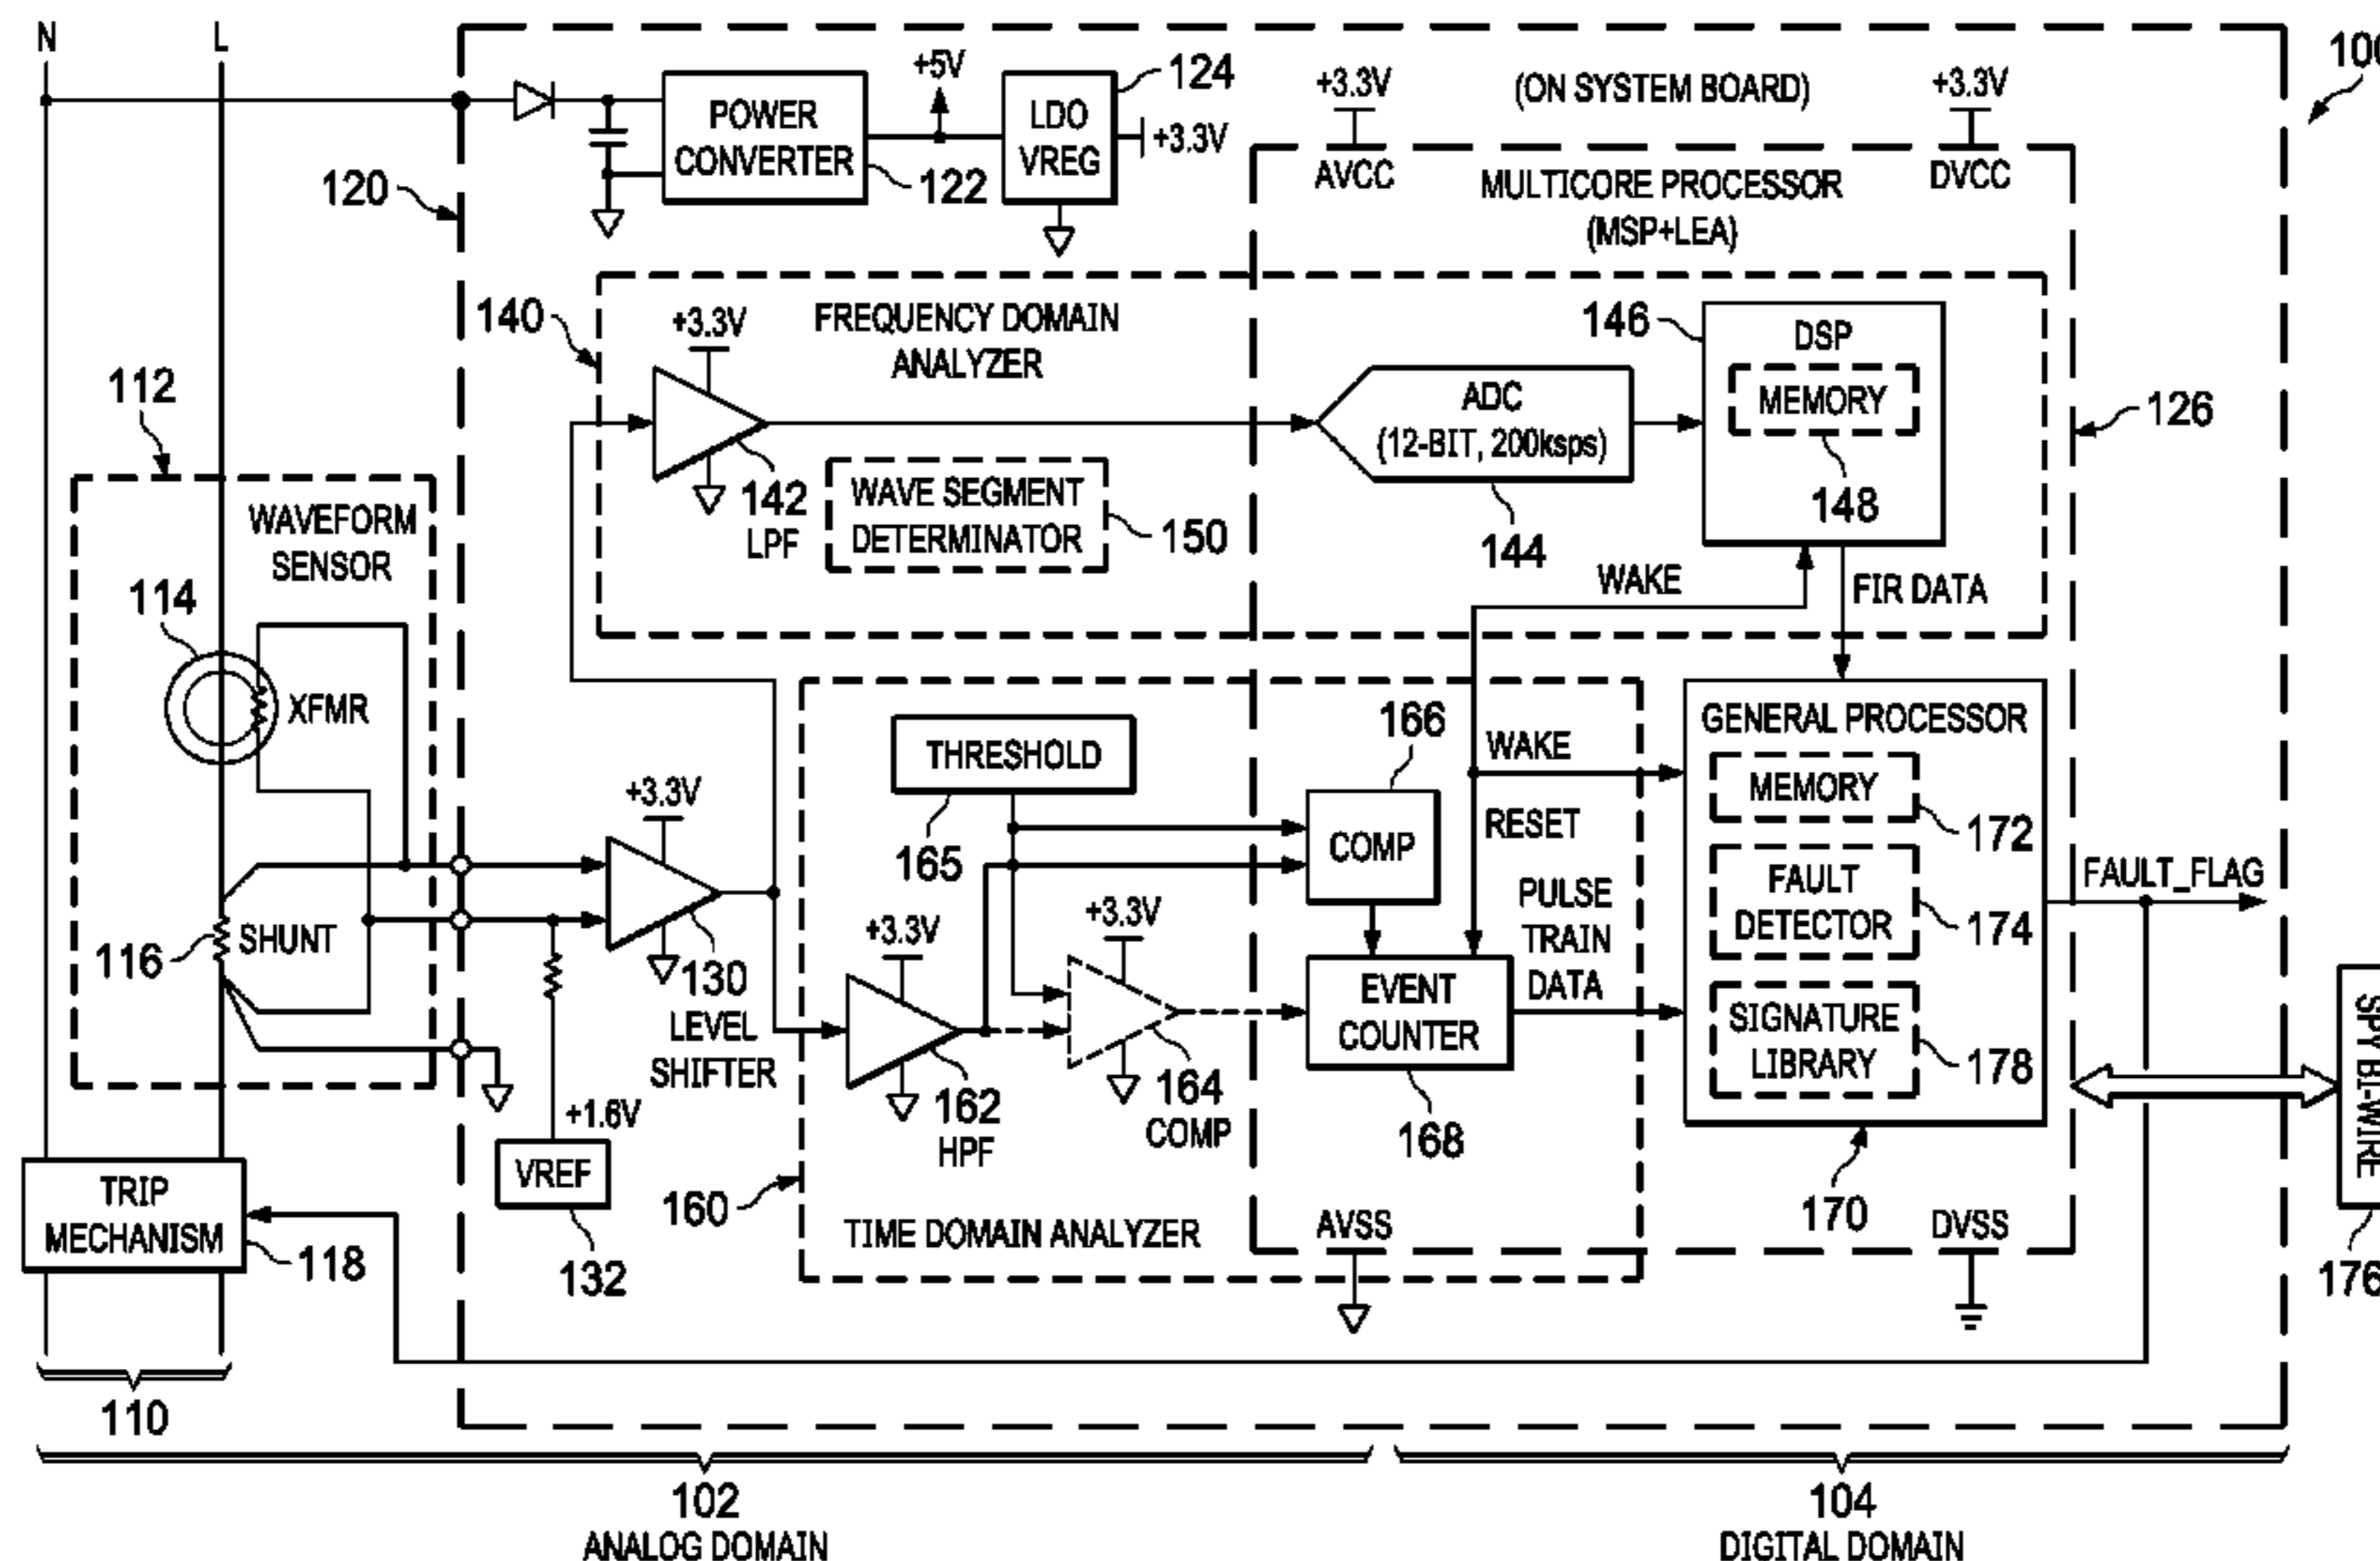 N
L
+5V
124
+3.3V
(ON SYSTEM BOARD)
+3.3V
POWER
CONVERTER
122
LDO
VREG
+3.3V
AVCC
MULTICORE PROCESSOR
(MSP+LEA)
DVCC
120
140
+3.3V
FREQUENCY DOMAIN
ANALYZER
146
DSP
MEMORY
148
ADC
(12-BIT, 200ksps)
144
126
112
142
LPF
WAVE SEGMENT
DETERMINATOR
150
WAVEFORM
SENSOR
WAKE
FIR DATA
114
XFMR
THRESHOLD
165
166
WAKE
GENERAL PROCESSOR
MEMORY
172
+3.3V
COMP
RESET
FAULT
DETECTOR
174
FAULT_FLAG
116
SHUNT
130
LEVEL
SHIFTER
+3.3V
+3.3V
PULSE
TRAIN
DATA
EVENT
COUNTER
168
SIGNATURE
LIBRARY
178
SPY BI-WIRE
176
162
HPF
164
COMP
+1.6V
VREF
132
160
TIME DOMAIN ANALYZER
AVSS
170
DVSS
TRIP
MECHANISM
118
110
102
ANALOG DOMAIN
104
DIGITAL DOMAIN